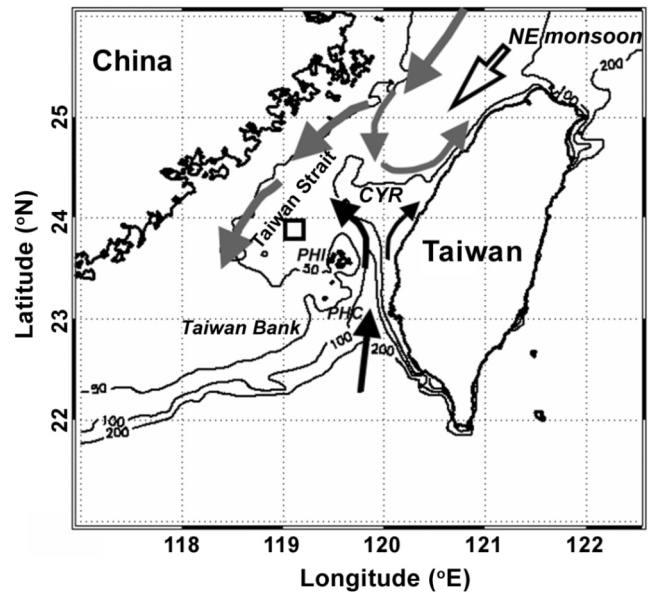 NE monsoon
China
200
100
25
Taiwan Strait
CYR
24
Taiwan
PHI
50
23
Taiwan Bank
PHC
100
200
50
22
100
200
118
119
120
121
122
Longitude (°E)
Latitude (°N)